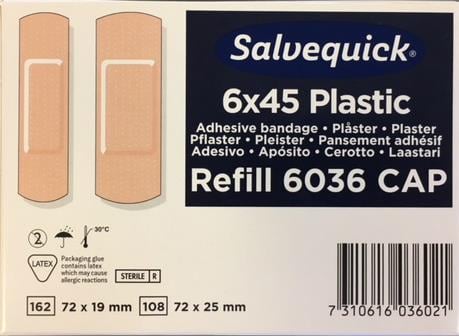 Salvequick®
6x45 Plastic
Adhesive bandage • Plåster • Plaster
Pflaster • Pleister • Pansement adhésif
Adesivo • Apósito • Cerotto • Laastari
Refill 6036 CAP
2
30°C
LATEX
Packaging glue
contains latex
which may cause
allergic reactions
STERILE R
162 72 x 19 mm 108 72 x 25 mm
7 310616 036021